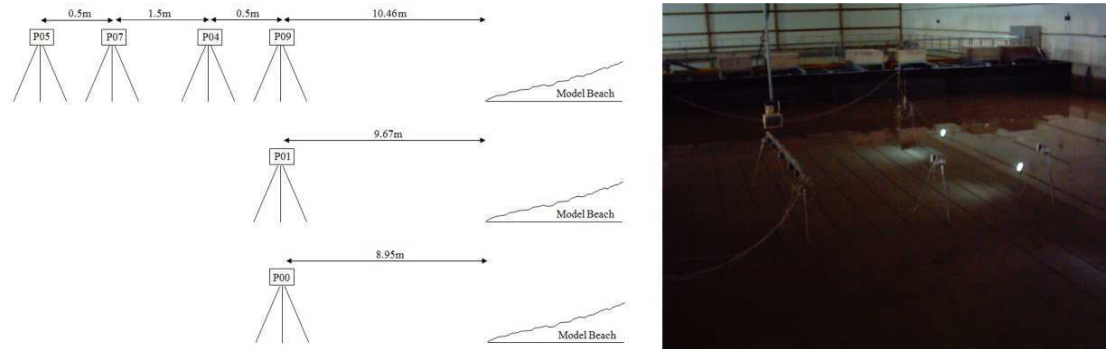 0.5m 1.5m 0.5m 10.46m
P05 P07 P04 P09
Model Beach
9.67m
P01
Model Beach
8.95m
P00
Model Beach